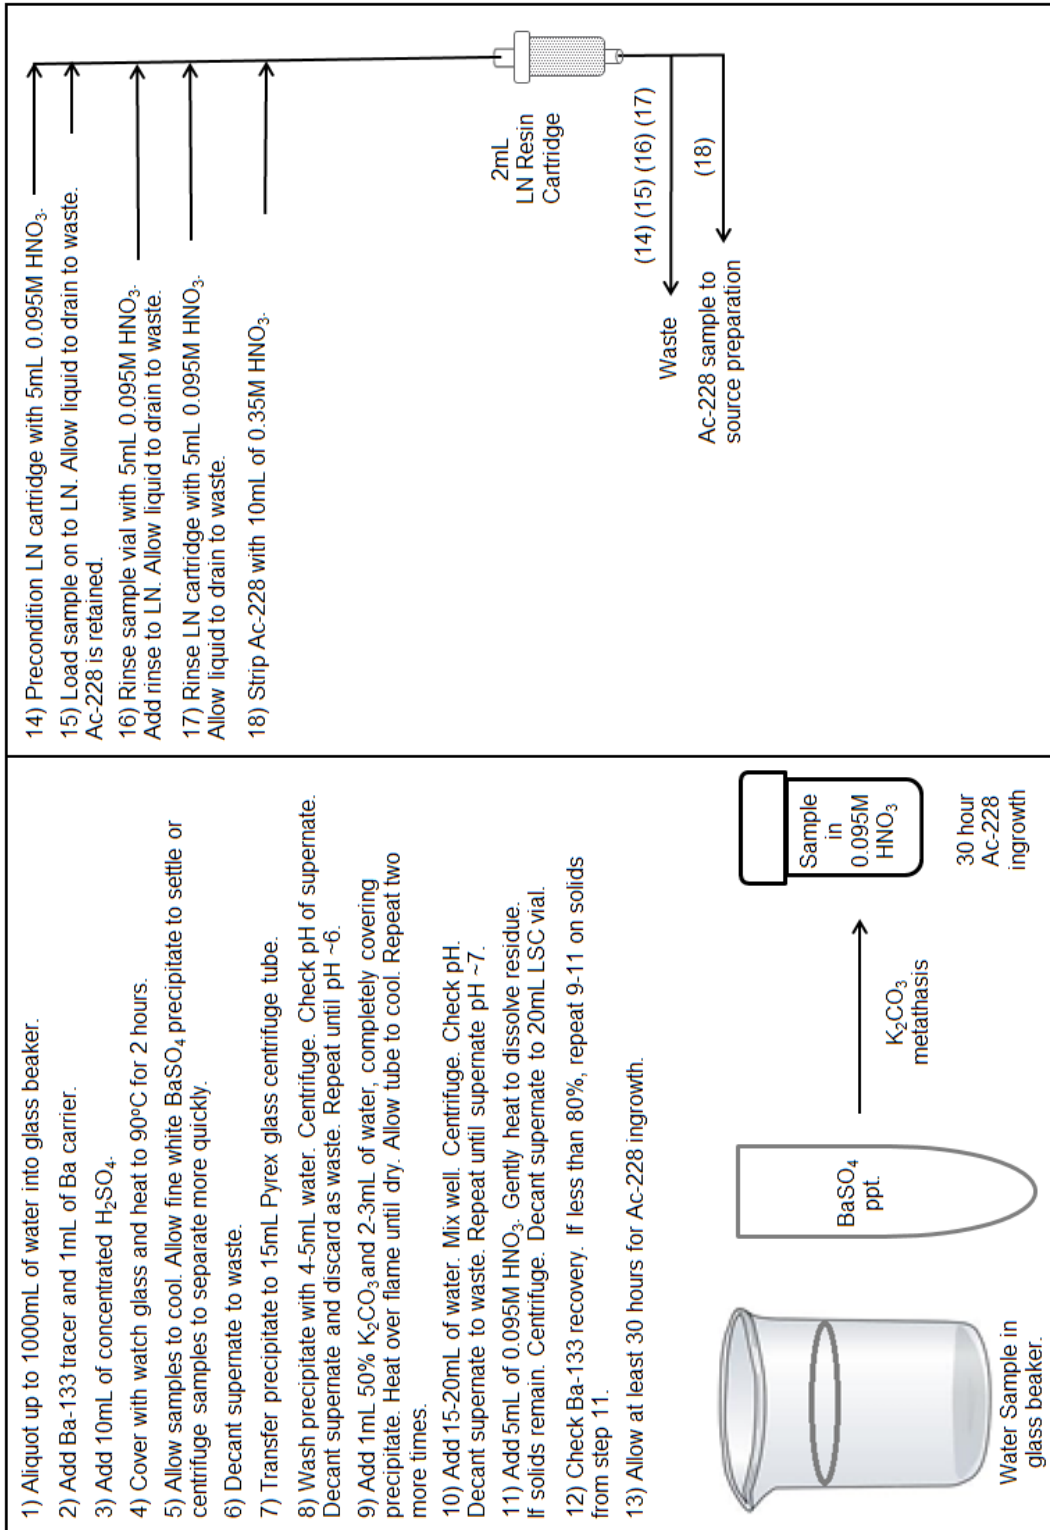 1) Aliquot up to 1000mL of water into glass beaker.
2) Add Ba-133 tracer and 1mL of Ba carrier.
3) Add 10mL of concentrated H₂SO₄.
4) Cover with watch glass and heat to 90ºC for 2 hours.
5) Allow samples to cool. Allow fine white BaSO₄ precipitate to settle or
centrifuge samples to separate more quickly.
6) Decant supernate to waste.
7) Transfer precipitate to 15mL Pyrex glass centrifuge tube.
8) Wash precipitate with 4-5mL water. Centrifuge. Check pH of supernate.
Decant supernate and discard as waste. Repeat until pH ~6.
9) Add 1mL 50% K₂CO₃ and 2-3mL of water, completely covering
precipitate. Heat over flame until dry. Allow tube to cool. Repeat two
more times.
10) Add 15-20mL of water. Mix well. Centrifuge. Check pH.
Decant supernate to waste. Repeat until supernate pH ~7.
11) Add 5mL of 0.095M HNO₃. Gently heat to dissolve residue.
If solids remain. Centrifuge. Decant supernate to 20mL LSC vial.
12) Check Ba-133 recovery. If less than 80%, repeat 9-11 on solids
from step 11.
13) Allow at least 30 hours for Ac-228 ingrowth.
Water Sample in
glass beaker.
BaSO₄
ppt.
K₂CO₃
metathasis
Sample
in
0.095M
HNO₃
30 hour
Ac-228
ingrowth
14) Precondition LN cartridge with 5mL 0.095M HNO₃.
15) Load sample on to LN. Allow liquid to drain to waste.
Ac-228 is retained.
16) Rinse sample vial with 5mL 0.095M HNO₃.
Add rinse to LN. Allow liquid to drain to waste.
17) Rinse LN cartridge with 5mL 0.095M HNO₃.
Allow liquid to drain to waste.
18) Strip Ac-228 with 10mL of 0.35M HNO₃.
2mL
LN Resin
Cartridge
(14) (15) (16) (17)
Waste
(18)
Ac-228 sample to
source preparation